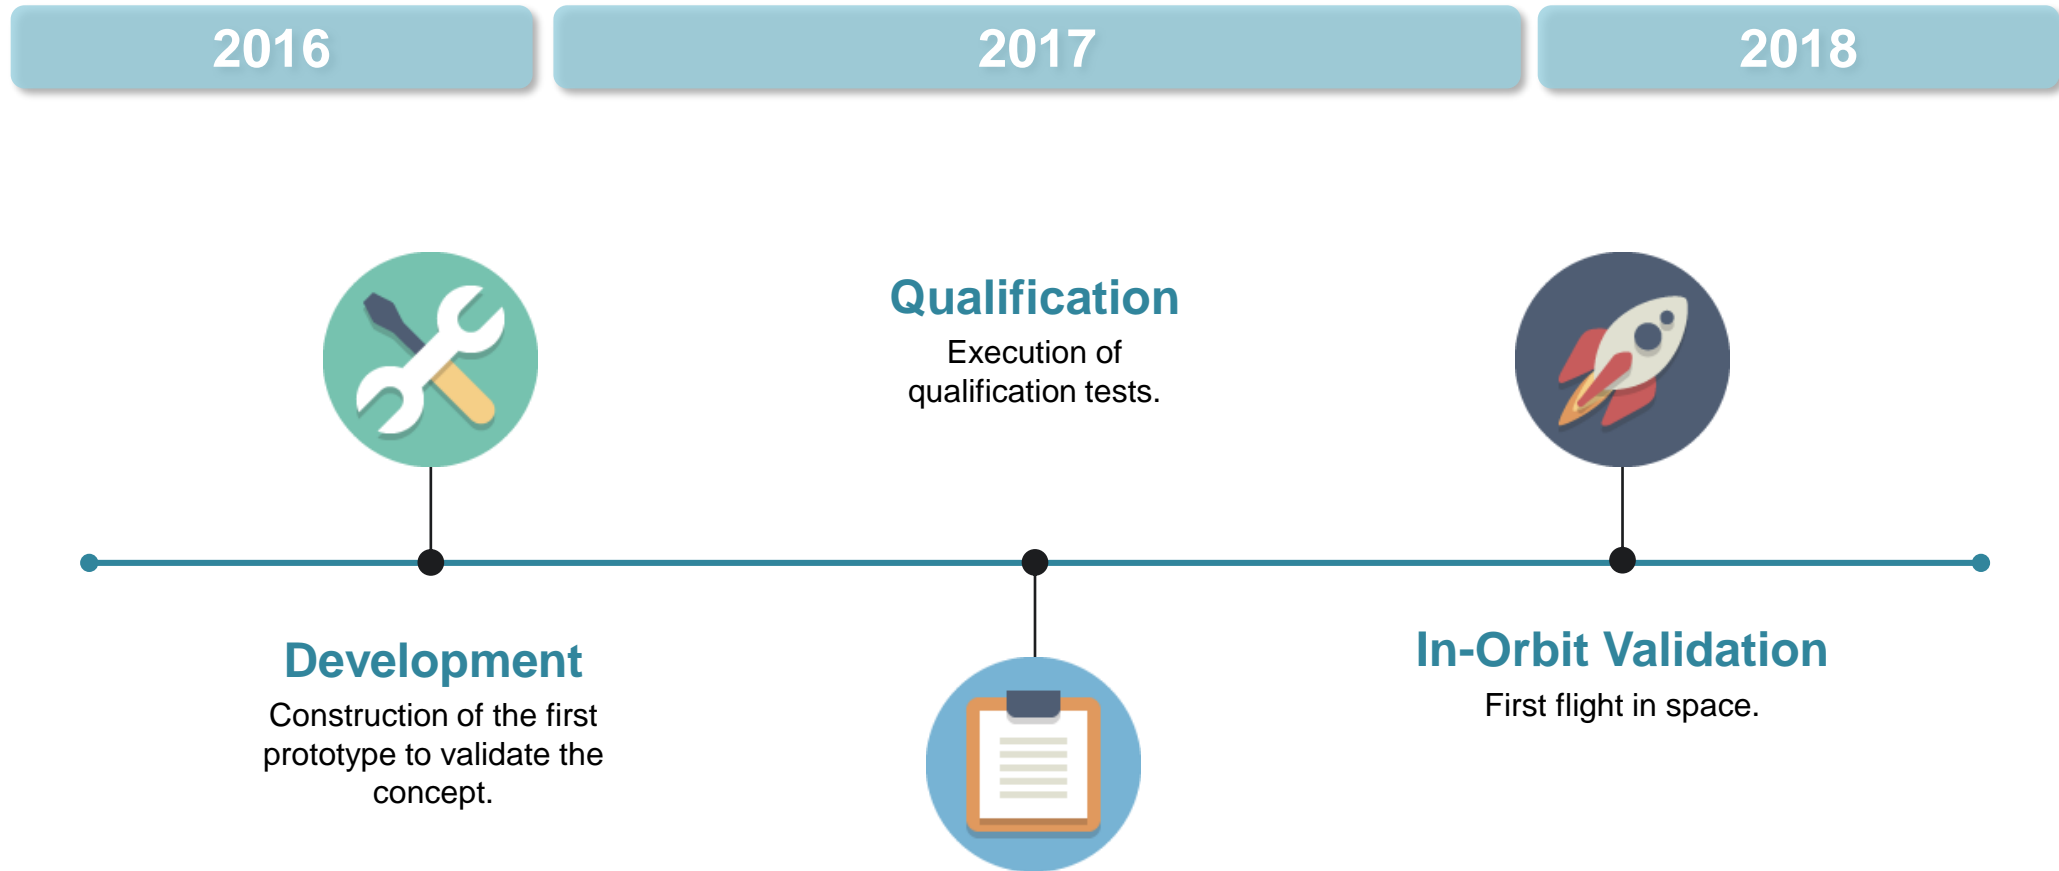 2016
2017
2018
Qualification
Execution of
qualification tests.
Development
Construction of the first
prototype to validate the
concept.
In-Orbit Validation
First flight in space.